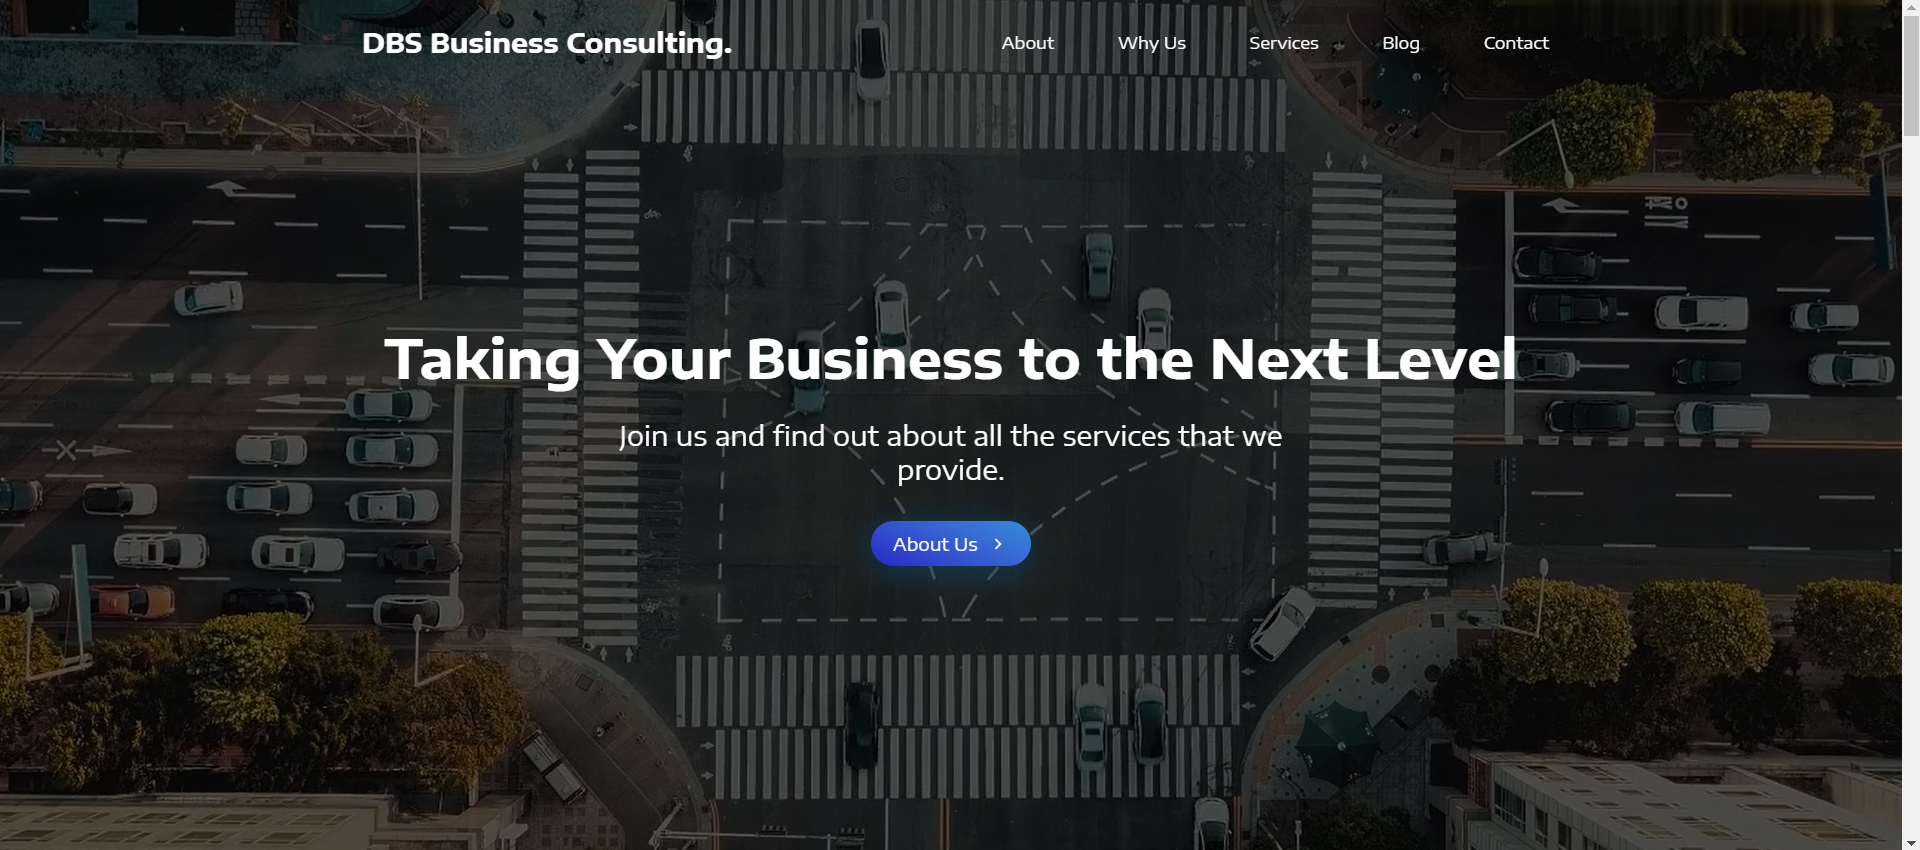 DBS Business Consulting.
About
Why Us
Services
Blog
Contact
Taking Your Business to the Next Level
Join us and find out about all the services that we
provide.
About Us